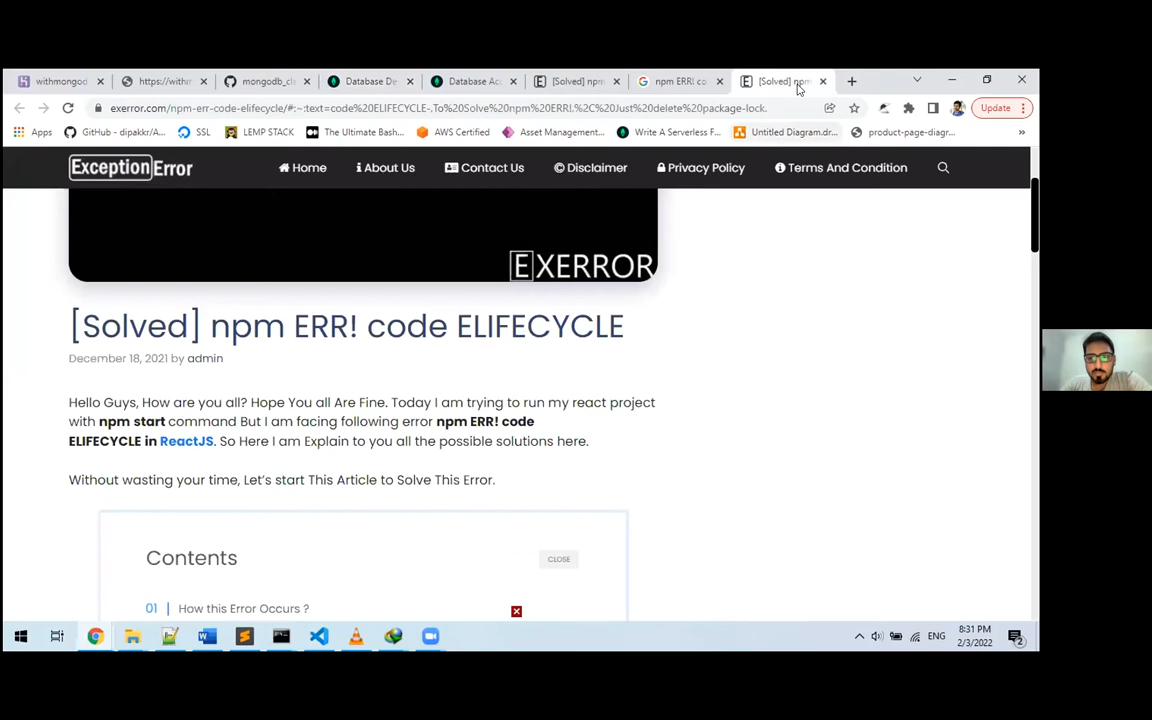 withmongod
https://withr
mongodb_cla
Database De
Database Acc
[Solved] npm
npm ERR! co
[Solved] npm
exerror.com/npm-err-code-elifecycle/#:~:text=code%20ELIFECYCLE-,To%20Solve%20npm%20ERR!.%2C%20Just%20delete%20package-lock.
Update
Apps
GitHub - dipakkr/A...
SSL
LEMP STACK
The Ultimate Bash...
AWS Certified
Asset Management...
Write A Serverless F...
Untitled Diagram.dr...
product-page-diagr...
»
ExceptionError
Home
About Us
Contact Us
Disclaimer
Privacy Policy
Terms And Condition
EXERROR
[Solved] npm ERR! code ELIFECYCLE
December 18, 2021 by admin
Hello Guys, How are you all? Hope You all Are Fine. Today I am trying to run my react project
with npm start command But I am facing following error npm ERR! code
ELIFECYCLE in ReactJS. So Here I am Explain to you all the possible solutions here.
Without wasting your time, Let's start This Article to Solve This Error.
Contents
CLOSE
01 | How this Error Occurs ?
ENG
8:31 PM
2/3/2022
2